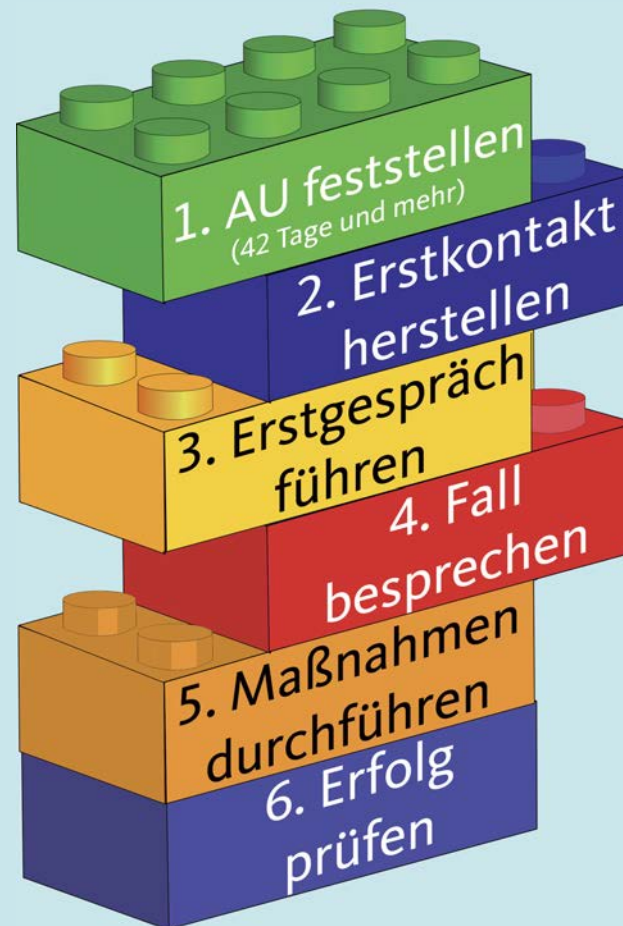 1. AU feststellen
(42 Tage und mehr)
2. Erstkontakt
herstellen
3. Erstgespräch
führen
4. Fall
besprechen
5. Maßnahmen
durchführen
6. Erfolg
prüfen